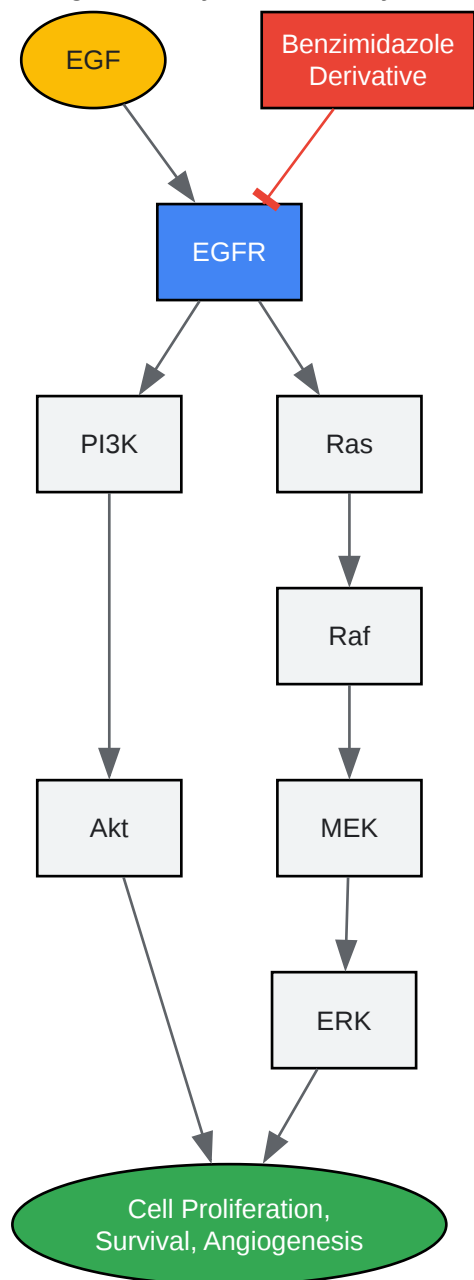 EGF
Benzimidazole
Derivative
EGFR
PI3K
Ras
Raf
Akt
MEK
ERK
Cell Proliferation,
Survival, Angiogenesis